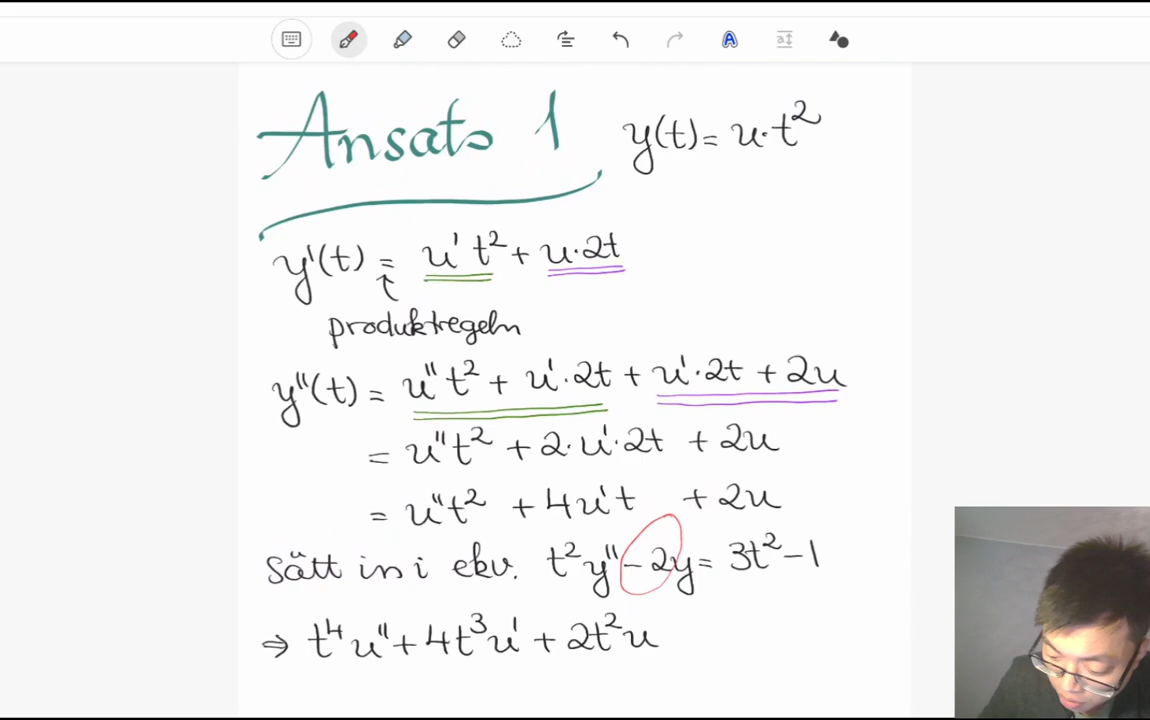 Ansats 1 y(t) = u·t²
y'(t) = u' t² + u·2t
produktregeln
y''(t) = u'' t² + u'·2t + u'·2t + 2u
= u''t² + 2·u'·2t + 2u
= u''t² + 4u't + 2u
Sätt in i ekv. t²y'' - 2y = 3t² - 1
⇒ t⁴u'' + 4t³u' + 2t²u